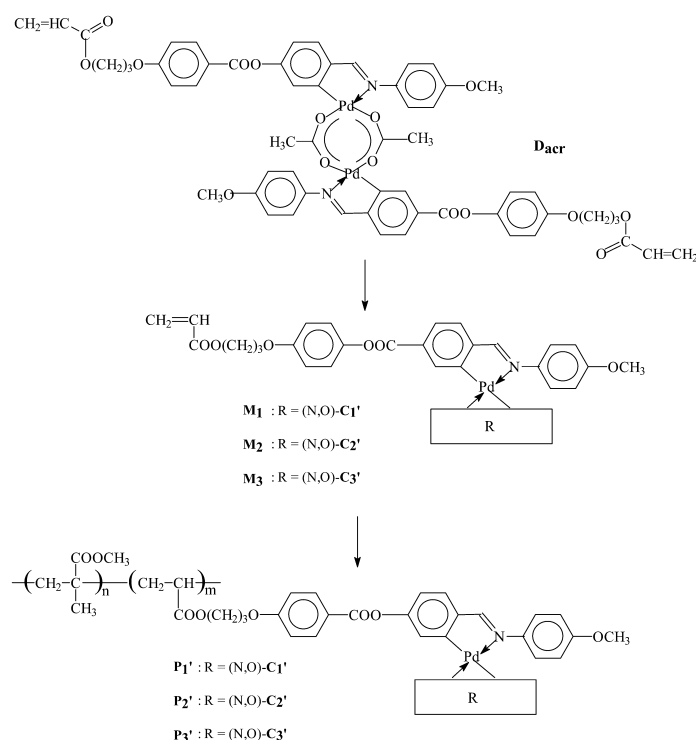 CH₂=HC
C
O
O(CH₂)₃O
COO
N
OCH₃
Pd
O
O
H₃C
CH₃
O
O
Dacr
Pd
CH₃O
N
COO
O(CH₂)₃O
C
O
CH=CH₂
CH₂=CH
COO(CH₂)₃O
OOC
N
OCH₃
Pd
R
M₁ : R = (N,O)-C₁'
M₂ : R = (N,O)-C₂'
M₃ : R = (N,O)-C₃'
COOCH₃
(CH₂-C)n (CH₂-CH)m
CH₃
COO(CH₂)₃O
COO
N
OCH₃
Pd
R
P₁' : R = (N,O)-C₁'
P₂' : R = (N,O)-C₂'
P₃' : R = (N,O)-C₃'